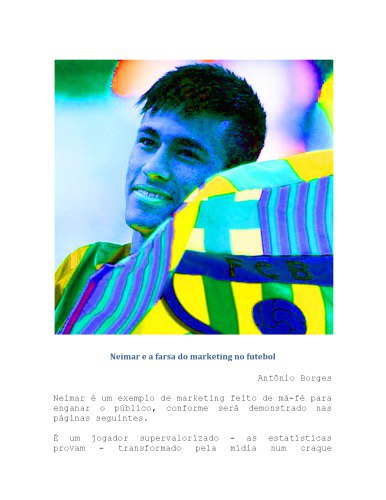 FCB
Neimar e a farsa do marketing no futebol
Antônio Borges
Neimar é um exemplo de marketing feito de má-fé para
enganar o público, conforme será demonstrado nas
páginas seguintes.
É um jogador supervalorizado - as estatísticas
provam - transformado pela mídia num craque